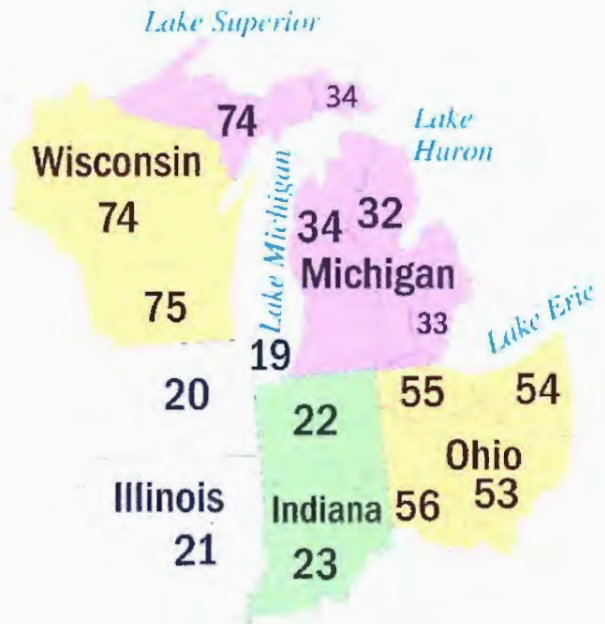 Lake Superior
34
74
Lake
Huron
Wisconsin
74
Lake Michigan
34
32
Michigan
75
33
Lake Erie
19
20
22
55
54
Ohio
Illinois
Indiana
56
53
21
23